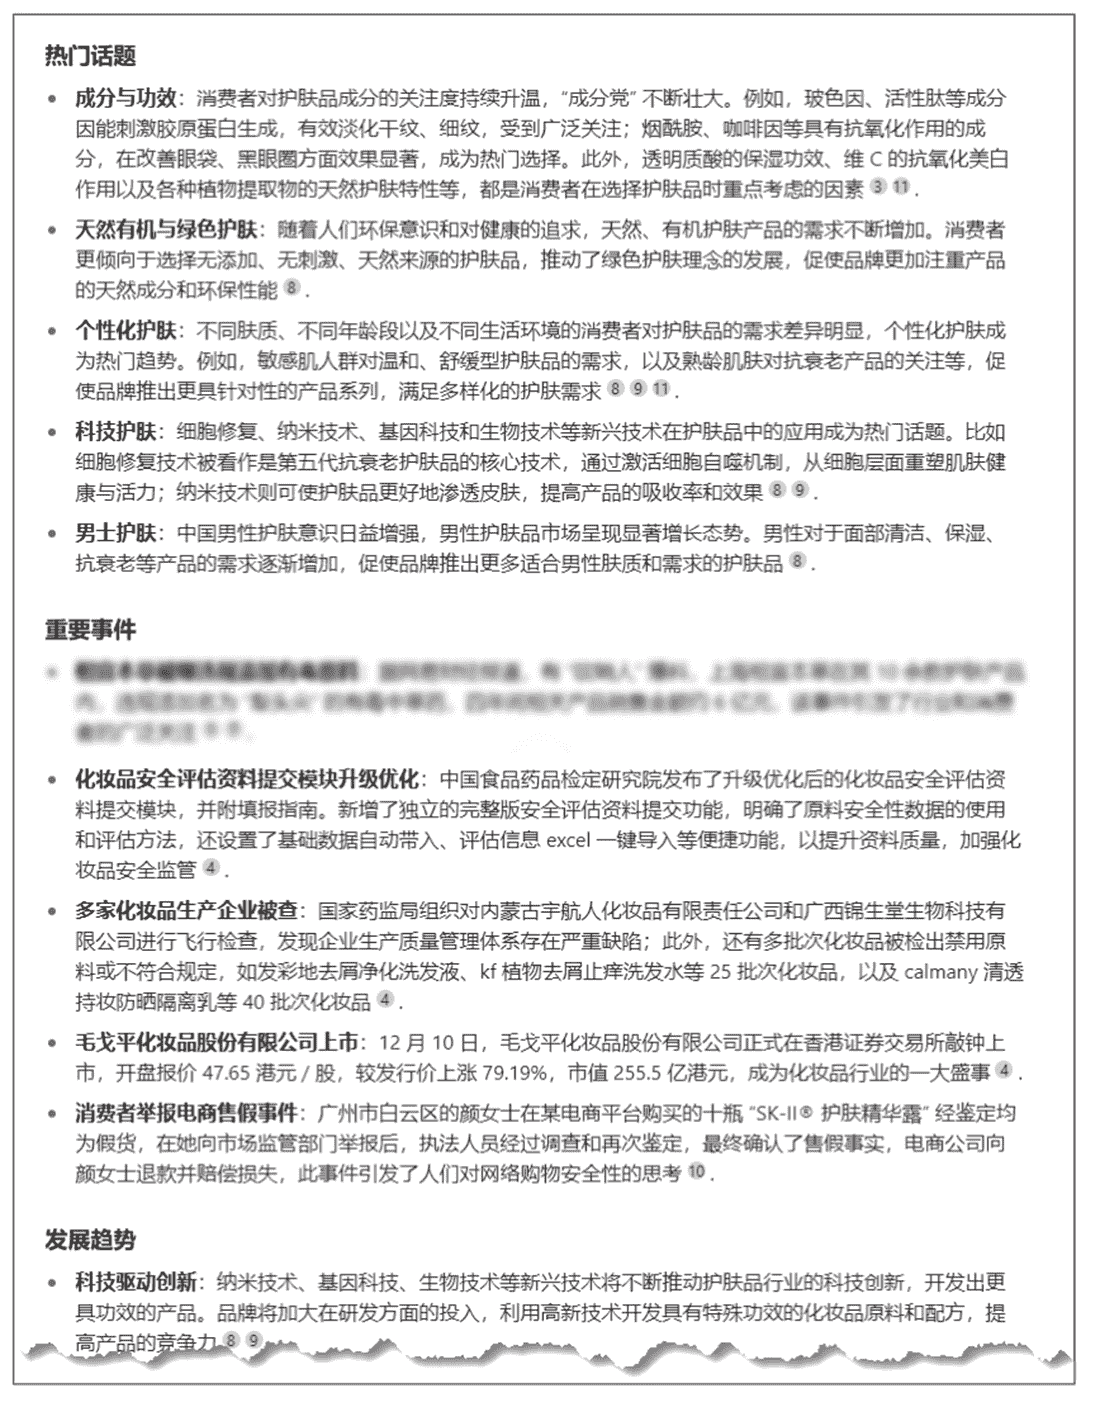 热门话题
• 成分与功效：消费者对护肤品成分的关注度持续升温，“成分党” 不断壮大。例如，玻色因、活性肽等成分
因能刺激胶原蛋白生成，有效淡化干纹、细纹，受到广泛关注；烟酰胺、咖啡因等具有抗氧化作用的成
分，在改善眼袋、黑眼圈方面效果显著，成为热门选择。此外，透明质酸的保湿功效、维 C 的抗氧化美白
作用以及各种植物提取物的天然护肤特性等，都是消费者在选择护肤品时重点考虑的因素 3 11 .
• 天然有机与绿色护肤：随着人们环保意识和对健康的追求，天然、有机护肤产品的需求不断增加。消费者
更倾向于选择无添加、无刺激、天然来源的护肤品，推动了绿色护肤理念的发展，促使品牌更加注重产品
的天然成分和环保性能 8 .
• 个性化护肤：不同肤质、不同年龄段以及不同生活环境的消费者对护肤品的需求差异明显，个性化护肤成
为热门趋势。例如，敏感肌人群对温和、舒缓型护肤品的需求，以及熟龄肌肤对抗衰老产品的关注等，促
使品牌推出更具针对性的产品系列，满足多样化的护肤需求 8 9 11 .
• 科技护肤：细胞修复、纳米技术、基因科技和生物技术等新兴技术在护肤品中的应用成为热门话题。比如
细胞修复技术被看作是第五代抗衰老护肤品的核心技术，通过激活细胞自噬机制，从细胞层面重塑肌肤健
康与活力；纳米技术则可使护肤品更好地渗透皮肤，提高产品的吸收率和效果 8 9 .
• 男士护肤：中国男性护肤意识日益增强，男性护肤品市场呈现显著增长态势。男性对于面部清洁、保湿、
抗衰老等产品的需求逐渐增加，促使品牌推出更多适合男性肤质和需求的护肤品 8 .
重要事件
• 化妆品安全评估资料提交模块升级优化：中国食品药品检定研究院发布了升级优化后的化妆品安全评估资
料提交模块，并附填报指南。新增了独立的完整版安全评估资料提交功能，明确了原料安全性数据的使用
和评估方法，还设置了基础数据自动带入、评估信息 excel 一键导入等便捷功能，以提升资料质量，加强化
妆品安全监管 4 .
• 多家化妆品生产企业被查：国家药监局组织对内蒙古宇航人化妆品有限责任公司和广西锦生堂生物科技有
限公司进行飞行检查，发现企业生产质量管理体系存在严重缺陷；此外，还有多批次化妆品被检出禁用原
料或不符合规定，如发彩地去屑净化洗发液、kf 植物去屑止痒洗发水等 25 批次化妆品，以及 calmany 清透
持妆防晒隔离乳等 40 批次化妆品 4 .
• 毛戈平化妆品股份有限公司上市：12 月 10 日，毛戈平化妆品股份有限公司正式在香港证券交易所敲钟上
市，开盘报价 47.65 港元 / 股，较发行价上涨 79.19%，市值 255.5 亿港元，成为化妆品行业的一大盛事 4 .
• 消费者举报电商售假事件：广州市白云区的颜女士在某电商平台购买的十瓶 “SK-II® 护肤精华露” 经鉴定均
为假货，在她向市场监管部门举报后，执法人员经过调查和再次鉴定，最终确认了售假事实，电商公司向
颜女士退款并赔偿损失，此事件引发了人们对网络购物安全性的思考 10 .
发展趋势
• 科技驱动创新：纳米技术、基因科技、生物技术等新兴技术将不断推动护肤品行业的科技创新，开发出更
具功效的产品。品牌将加大在研发方面的投入，利用高新技术开发具有特殊功效的化妆品原料和配方，提
高产品的竞争力 8 9